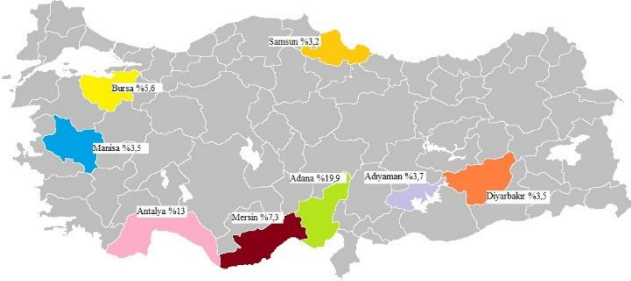 Samsun %3,2
Bursa %5,6
Manisa %3,5
Adana %19,9
Adıyaman %3,7
Diyarbakır %3,5
Antalya %13
Mersin %7,3